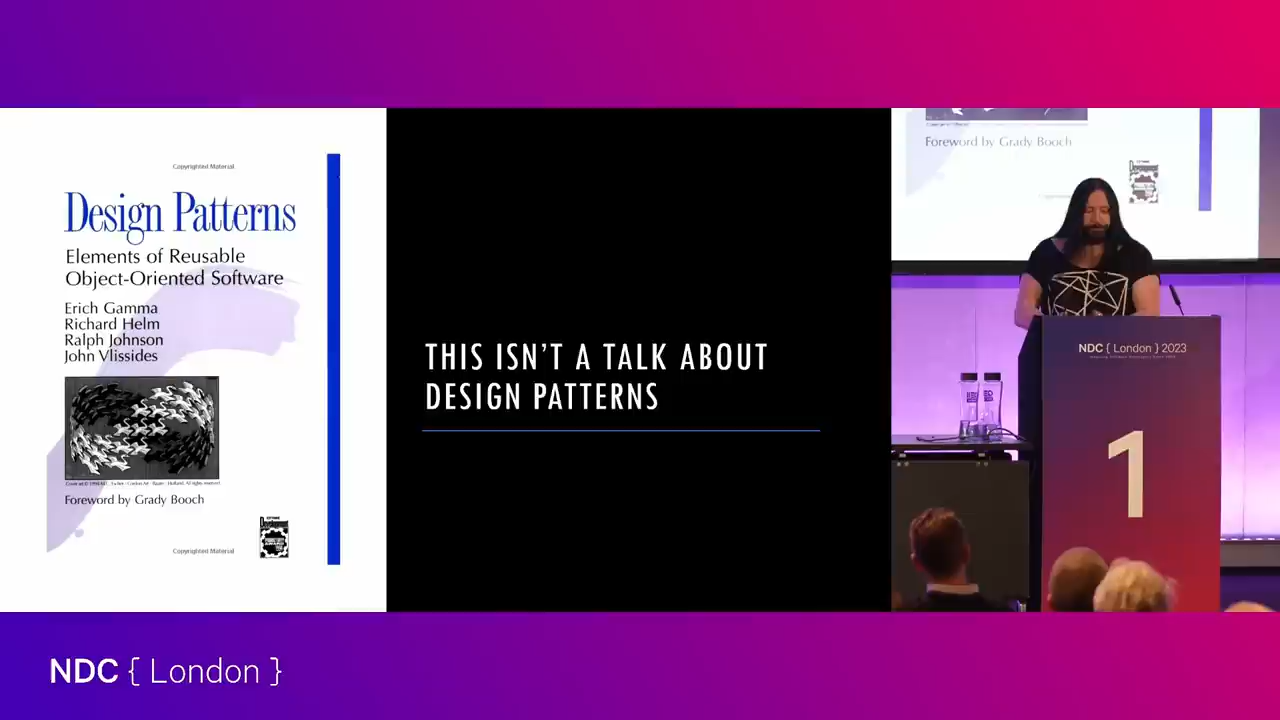 Copyrighted Material
Design Patterns
Elements of Reusable
Object-Oriented Software
Erich Gamma
Richard Helm
Ralph Johnson
John Vlissides
Foreword by Grady Booch
Copyrighted Material
THIS ISN'T A TALK ABOUT
DESIGN PATTERNS
Foreword by Grady Booch
NDC { London } 2023
1
NDC { London }